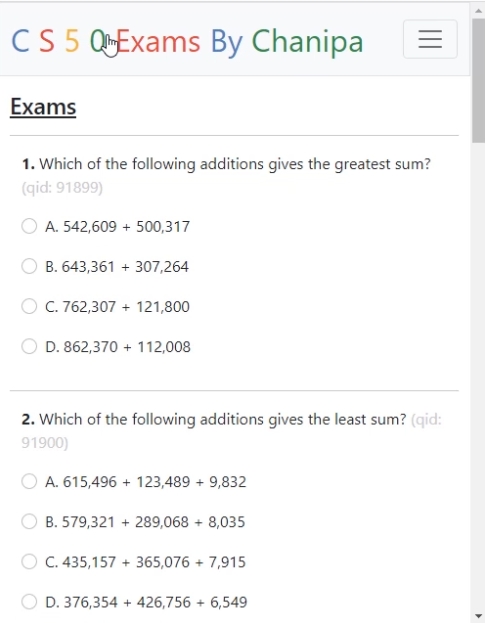 CS50 Exams By Chanipa
Exams
1. Which of the following additions gives the greatest sum?
(qid: 91899)
A. 542,609 + 500,317
B. 643,361 + 307,264
C. 762,307 + 121,800
D. 862,370 + 112,008
2. Which of the following additions gives the least sum? (qid:
91900)
A. 615,496 + 123,489 + 9,832
B. 579,321 + 289,068 + 8,035
C. 435,157 + 365,076 + 7,915
D. 376,354 + 426,756 + 6,549